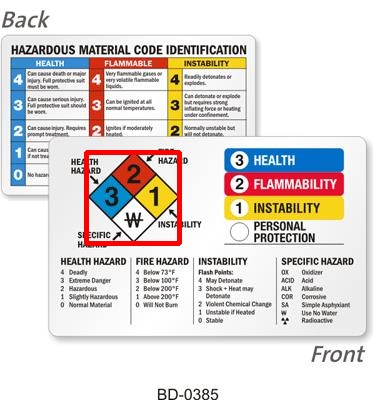 Back
HAZARDOUS MATERIAL CODE IDENTIFICATION
HEALTH FLAMMABLE INSTABILITY
4 Can cause death or major injury. Full protective suit must be worn.
4 Very flammable gases or very volatile flammable liquids.
4 Readily detonates or explodes.
3 Can cause serious injury. Full protective suit should be worn.
3 Can be ignited at all normal temperatures.
3 Can detonate or explode but requires strong inflating force or heating under confinement.
2 Can cause injury. Requires prompt treatment.
2 Ignites if moderately heated.
2 Normally unstable but will not detonate.
1 Can cause
if not treat
0 No hazard
HEALTH HAZARD
FIRE HAZARD
2
3
1
W
SPECIFIC HAZARD
INSTABILITY
3 HEALTH
2 FLAMMABILITY
1 INSTABILITY
PERSONAL PROTECTION
HEALTH HAZARD
4 Deadly
3 Extreme Danger
2 Hazardous
1 Slightly Hazardous
0 Normal Material
FIRE HAZARD
4 Below 73°F
3 Below 100°F
2 Below 200°F
1 Above 200°F
0 Will Not Burn
INSTABILITY
Flash Points:
4 May Detonate
3 Shock + Heat may Detonate
2 Violent Chemical Change
1 Unstable if Heated
0 Stable
SPECIFIC HAZARD
OX Oxidizer
ACID Acid
ALK Alkaline
COR Corrosive
SA Simple Asphyxiant
W Use No Water
Radioactive
Front
BD-0385